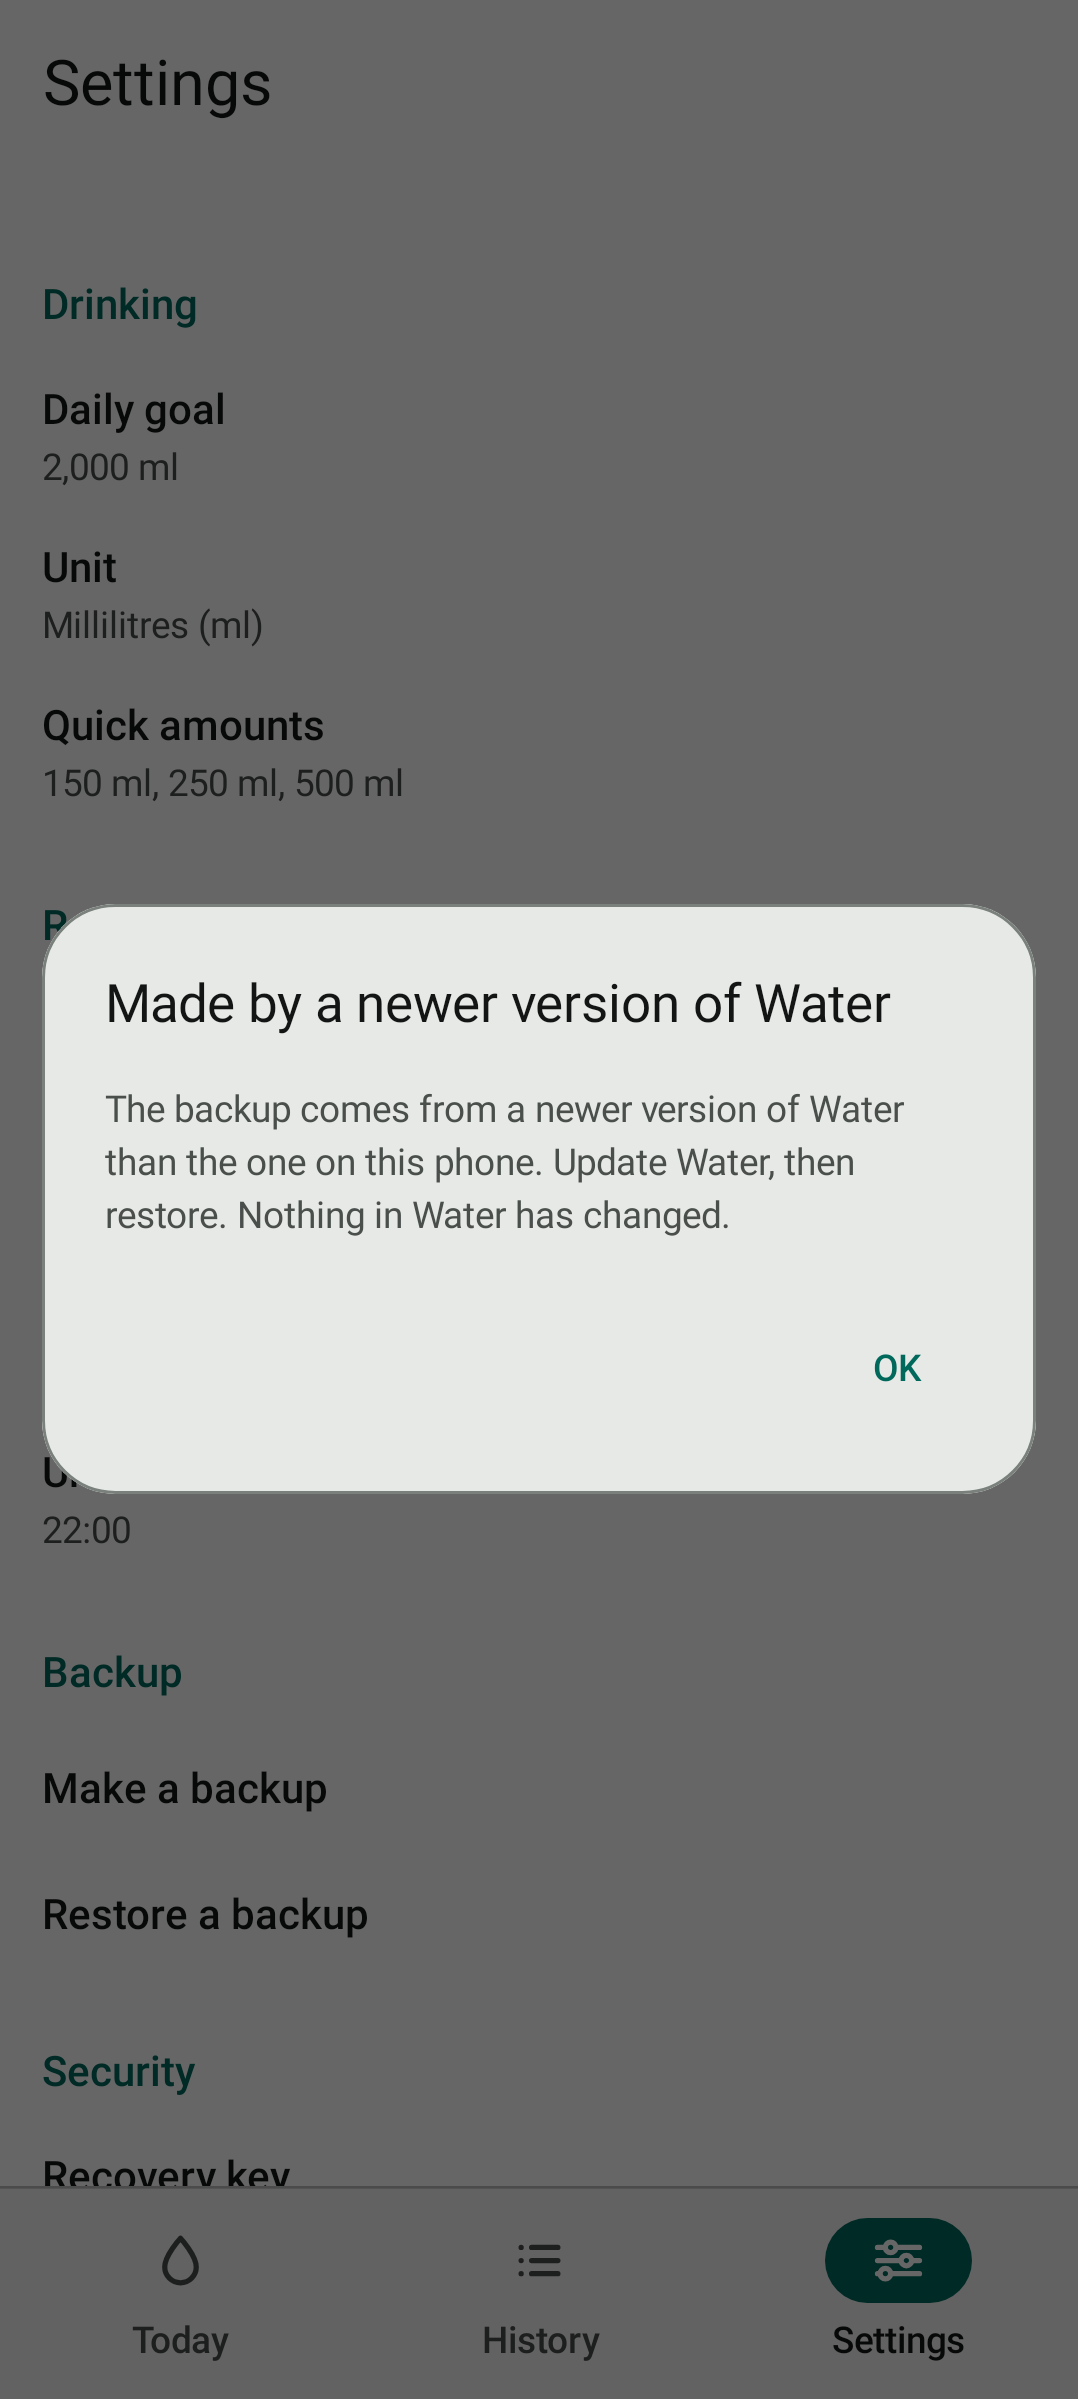 Settings
Drinking
Daily goal
2,000 ml
Unit
Millilitres (ml)
Quick amounts
150 ml, 250 ml, 500 ml
Made by a newer version of Water
The backup comes from a newer version of Water
than the one on this phone. Update Water, then
restore. Nothing in Water has changed.
OK
22:00
Backup
Make a backup
Restore a backup
Security
Recovery key
Today
History
Settings